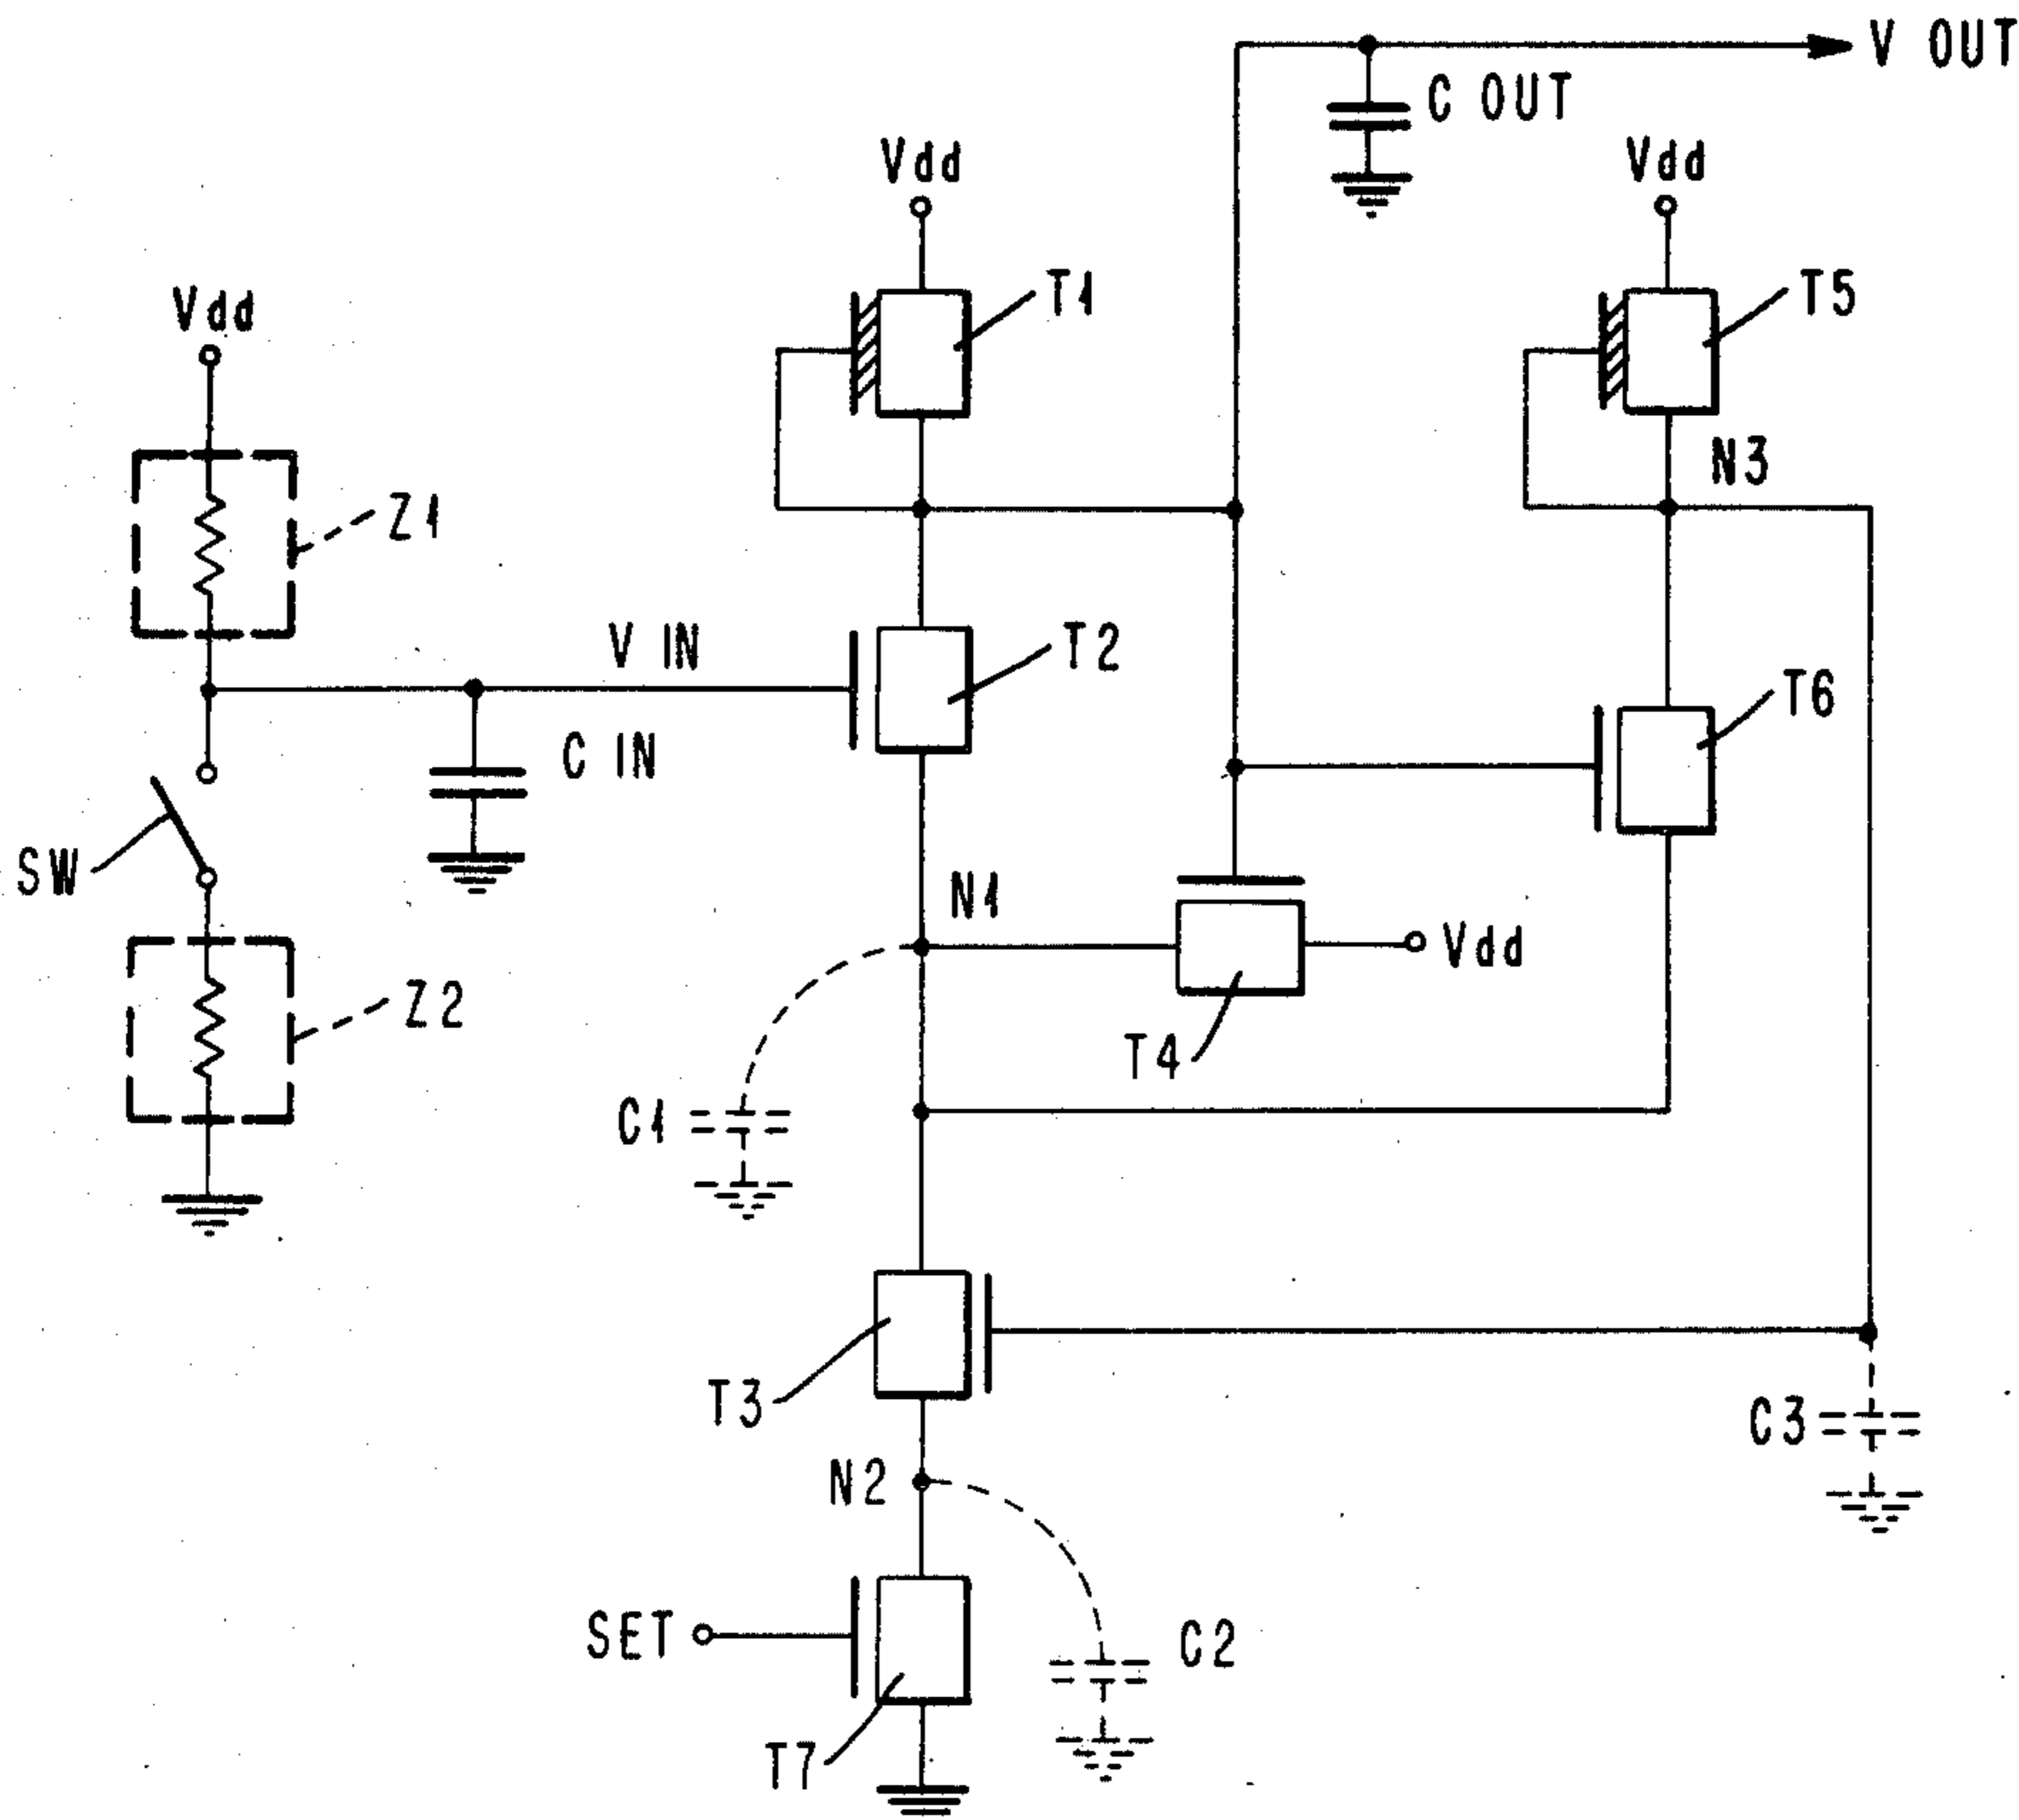 V OUT
C OUT
Vdd
Vdd
T1
T5
Vdd
N3
Z1
V IN
T2
T6
C IN
SW
N1
Vdd
Z2
T4
C1
T3
C3
N2
SET
C2
T7